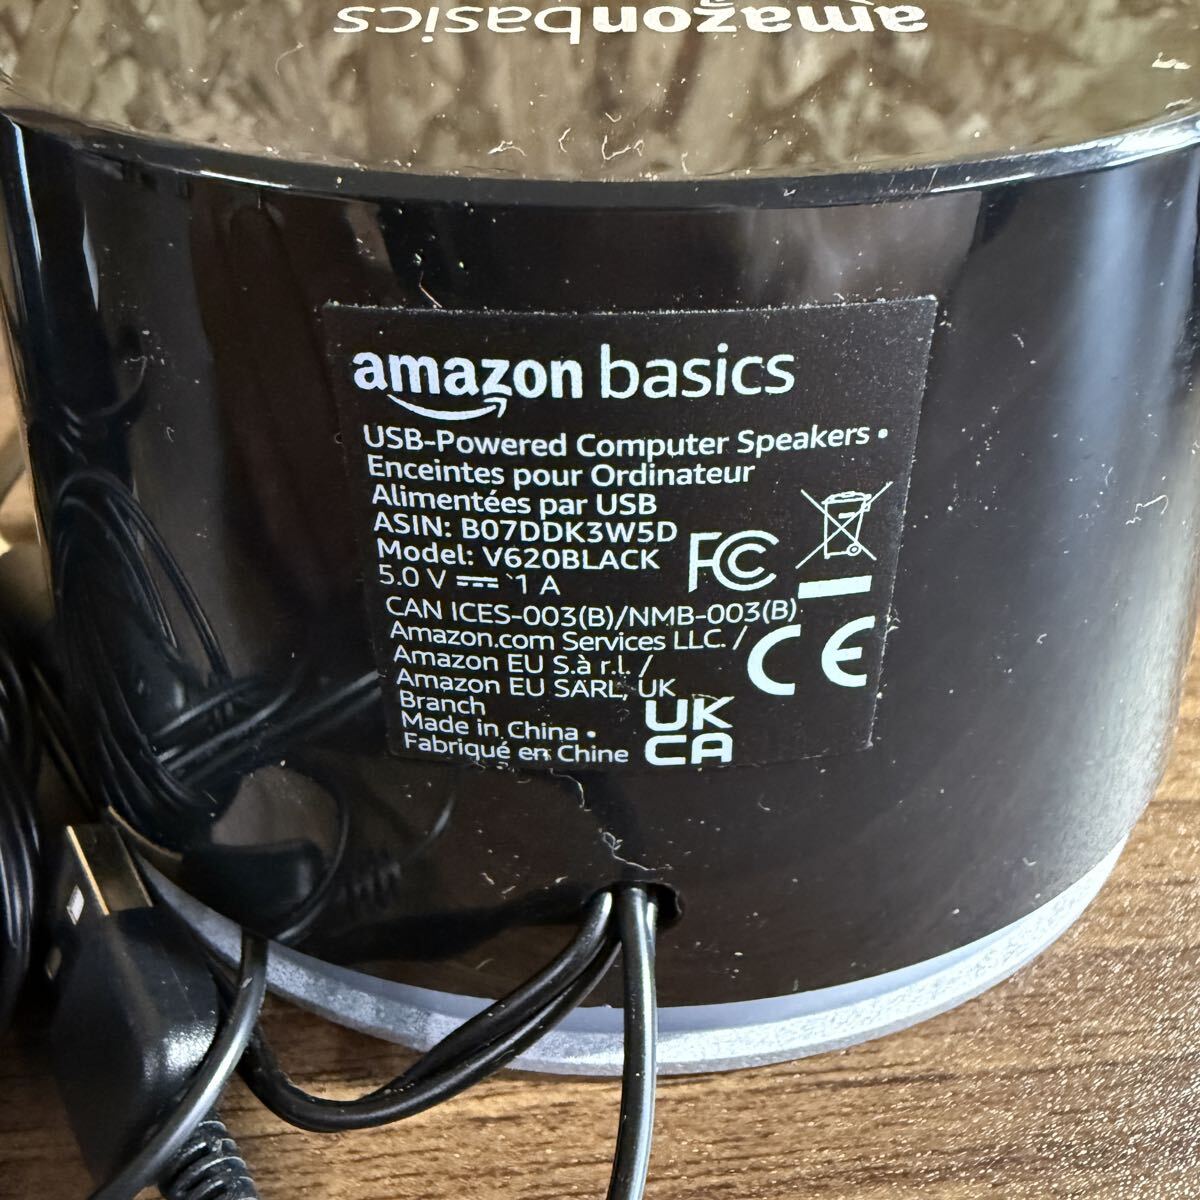 amazonbasics
amazon basics
USB-Powered Computer Speakers •
Enceintes pour Ordinateur
Alimentées par USB
ASIN: B07DDK3W5D
Model: V620BLACK
5.0 V ⎓ 1 A
FC
CAN ICES-003(B)/NMB-003(B)
Amazon.com Services LLC. /
Amazon EU S.à r.l. /
Amazon EU SARL, UK
Branch
Made in China •
Fabriqué en Chine
CE
UK
CA